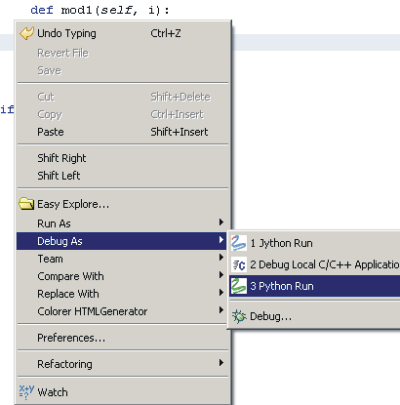 def mod1(self, i):
if
Undo Typing Ctrl+Z
Revert File
Save
Cut Shift+Delete
Copy Ctrl+Insert
Paste Shift+Insert
Shift Right
Shift Left
Easy Explore...
Run As
Debug As
Team
Compare With
Replace With
Colorer HTMLGenerator
Preferences...
Refactoring
x+y =? Watch
1 Jython Run
2 Debug Local C/C++ Applicatio
3 Python Run
Debug...